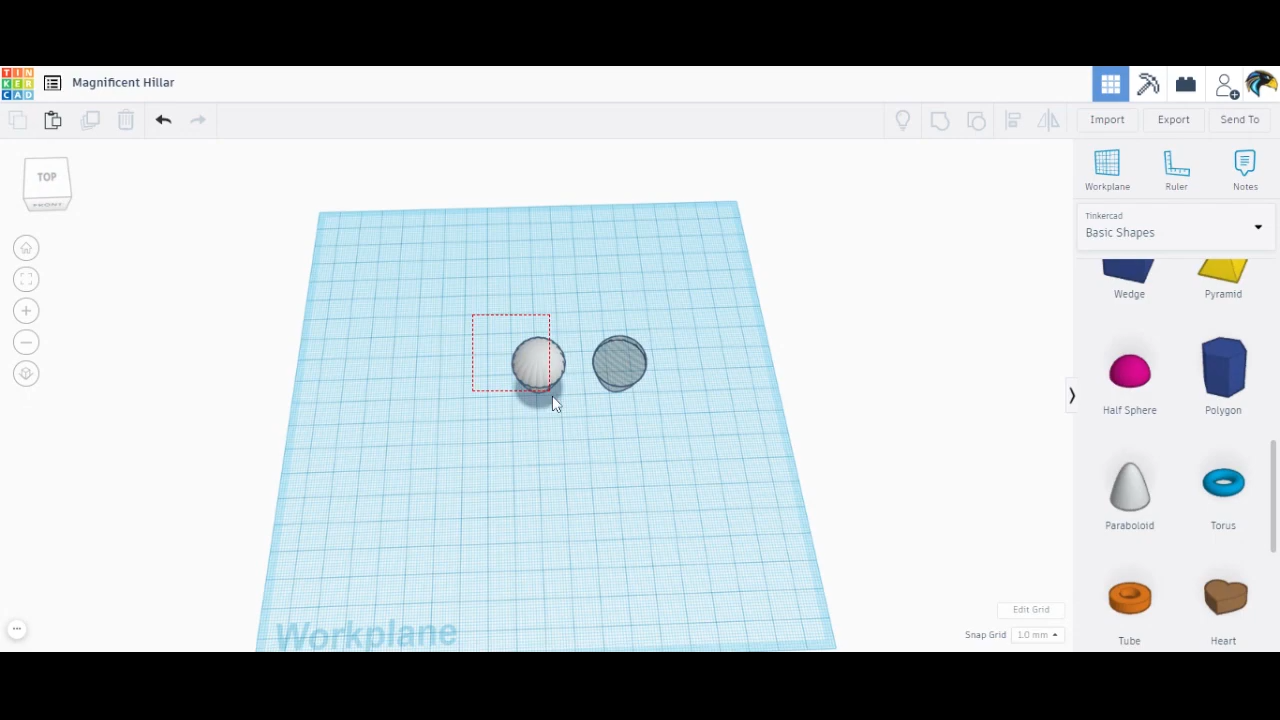 TIN
KER
CAD
Magnificent Hillar
Import
Export
Send To
TOP
FRONT
Workplane
Ruler
Notes
Tinkercad
Basic Shapes
Wedge
Pyramid
Half Sphere
Polygon
Paraboloid
Torus
Tube
Heart
Edit Grid
Snap Grid
1.0 mm
Workplane